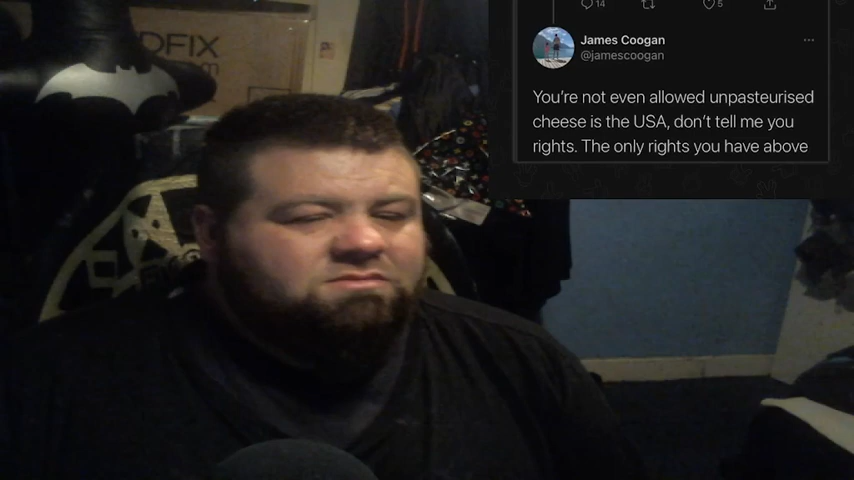 DFIX
14
5
James Coogan
@jamescoogan
You're not even allowed unpasteurised
cheese is the USA, don't tell me you
rights. The only rights you have above